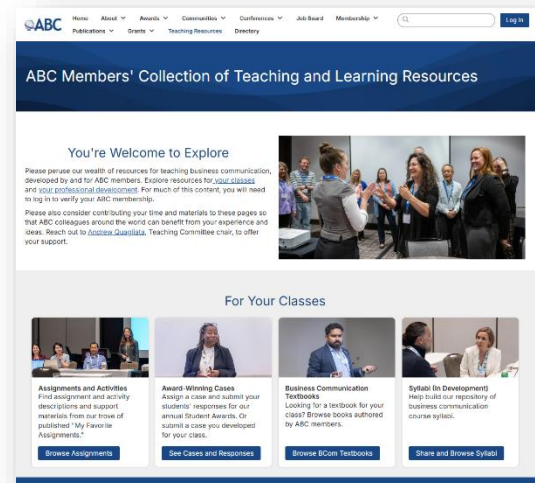 ABC
Home About Awards Communities Conferences Job Board Membership
Log In
Publications Grants Teaching Resources Directory
ABC Members' Collection of Teaching and Learning Resources
You're Welcome to Explore
Please peruse our wealth of resources for teaching business communication,
developed by and for ABC members. Explore resources for your classes
and your professional development. For much of this content, you will need
to log in to verify your ABC membership.
Please also consider contributing your time and materials to these pages so
that ABC colleagues around the world can benefit from your experience and
ideas. Reach out to Andrew Quagliata, Teaching Committee chair, to offer
your support.
For Your Classes
Assignments and Activities
Find assignment and activity
descriptions and support
materials from our trove of
published "My Favorite
Assignments."
Browse Assignments
Award-Winning Cases
Assign a case and submit your
students' responses for our
annual Student Awards. Or
submit a case you developed
for your class.
See Cases and Responses
Business Communication
Textbooks
Looking for a textbook for your
class? Browse books authored
by ABC members.
Browse BCom Textbooks
Syllabi (In Development)
Help build our repository of
business communication
course syllabi.
Share and Browse Syllabi